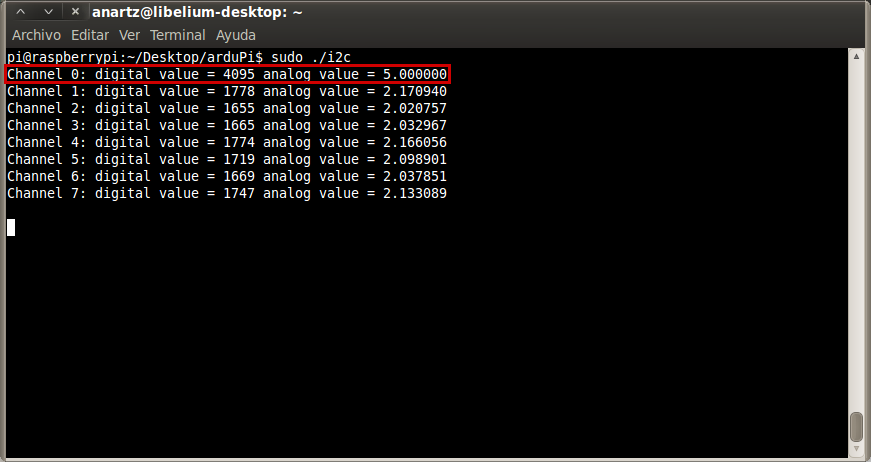 anartz@libelium-desktop: ~
Archivo Editar Ver Terminal Ayuda
pi@raspberrypi:~/Desktop/arduPi$ sudo ./i2c
Channel 0: digital value = 4095 analog value = 5.000000
Channel 1: digital value = 1778 analog value = 2.170940
Channel 2: digital value = 1655 analog value = 2.020757
Channel 3: digital value = 1665 analog value = 2.032967
Channel 4: digital value = 1774 analog value = 2.166056
Channel 5: digital value = 1719 analog value = 2.098901
Channel 6: digital value = 1669 analog value = 2.037851
Channel 7: digital value = 1747 analog value = 2.133089